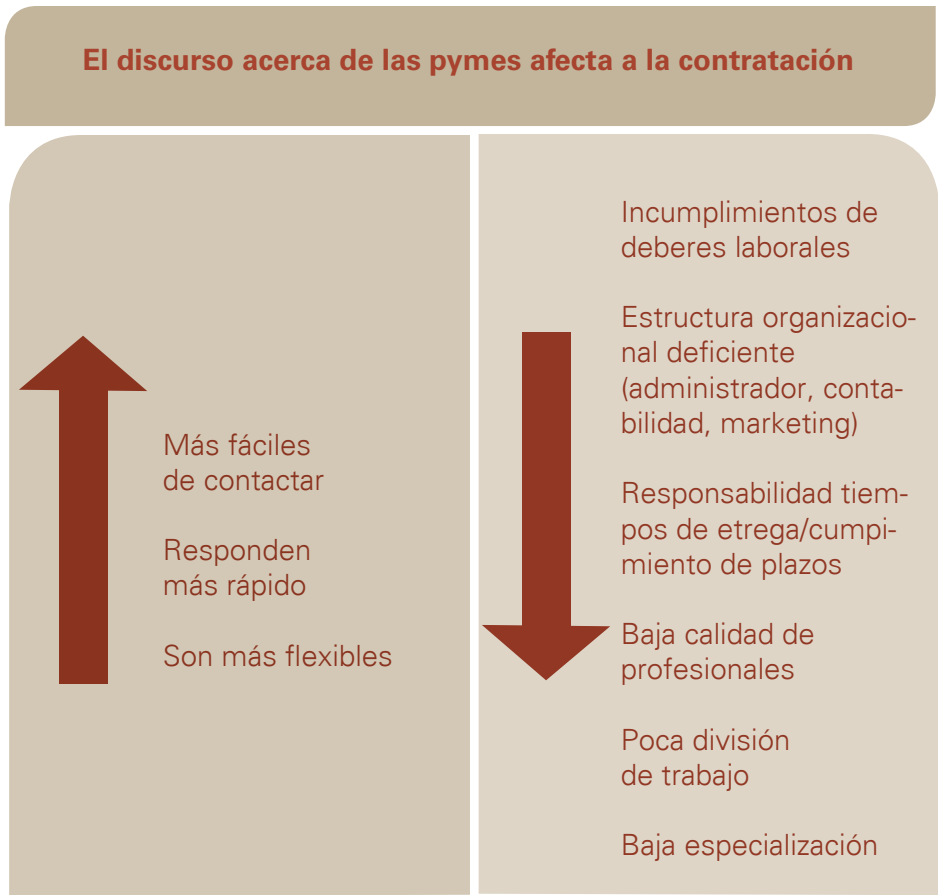 El discurso acerca de las pymes afecta a la contratación
Más fáciles
de contactar
Responden
más rápido
Son más flexibles
Incumplimientos de
deberes laborales
Estructura organizacio-
nal deficiente
(administrador, conta-
bilidad, marketing)
Responsabilidad tiem-
pos de etrega/cumpi-
miento de plazos
Baja calidad de
profesionales
Poca división
de trabajo
Baja especialización